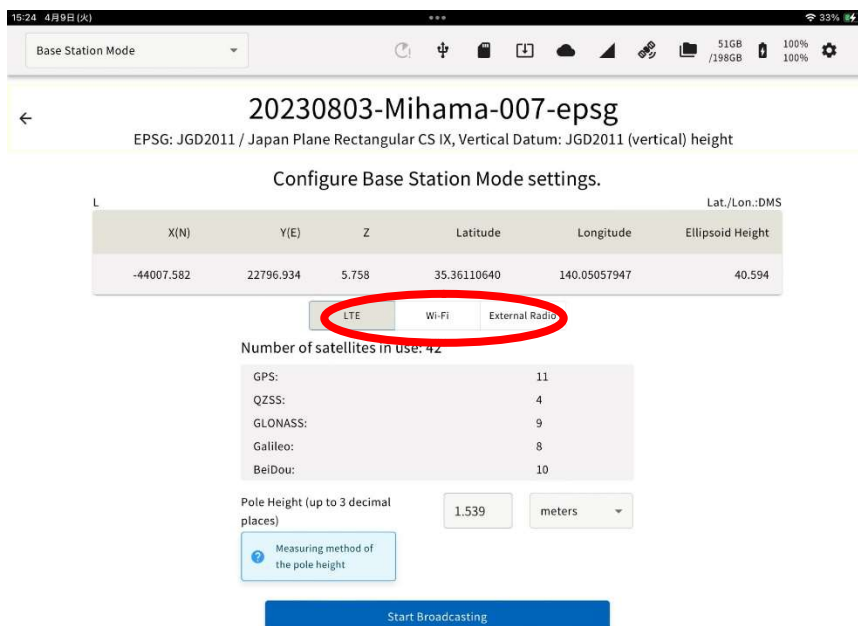 15:24 4月9日(火) 33%
Base Station Mode 51GB /198GB 100% 100%
20230803-Mihama-007-epsg
EPSG: JGD2011 / Japan Plane Rectangular CS IX, Vertical Datum: JGD2011 (vertical) height
Configure Base Station Mode settings.
L Lat./Lon.:DMS
X(N) Y(E) Z Latitude Longitude Ellipsoid Height
-44007.582 22796.934 5.758 35.36110640 140.05057947 40.594
LTE Wi-Fi External Radio
Number of satellites in use: 42
GPS: 11
QZSS: 4
GLONASS: 9
Galileo: 8
BeiDou: 10
Pole Height (up to 3 decimal
places) 1.539 meters
Measuring method of
the pole height
Start Broadcasting